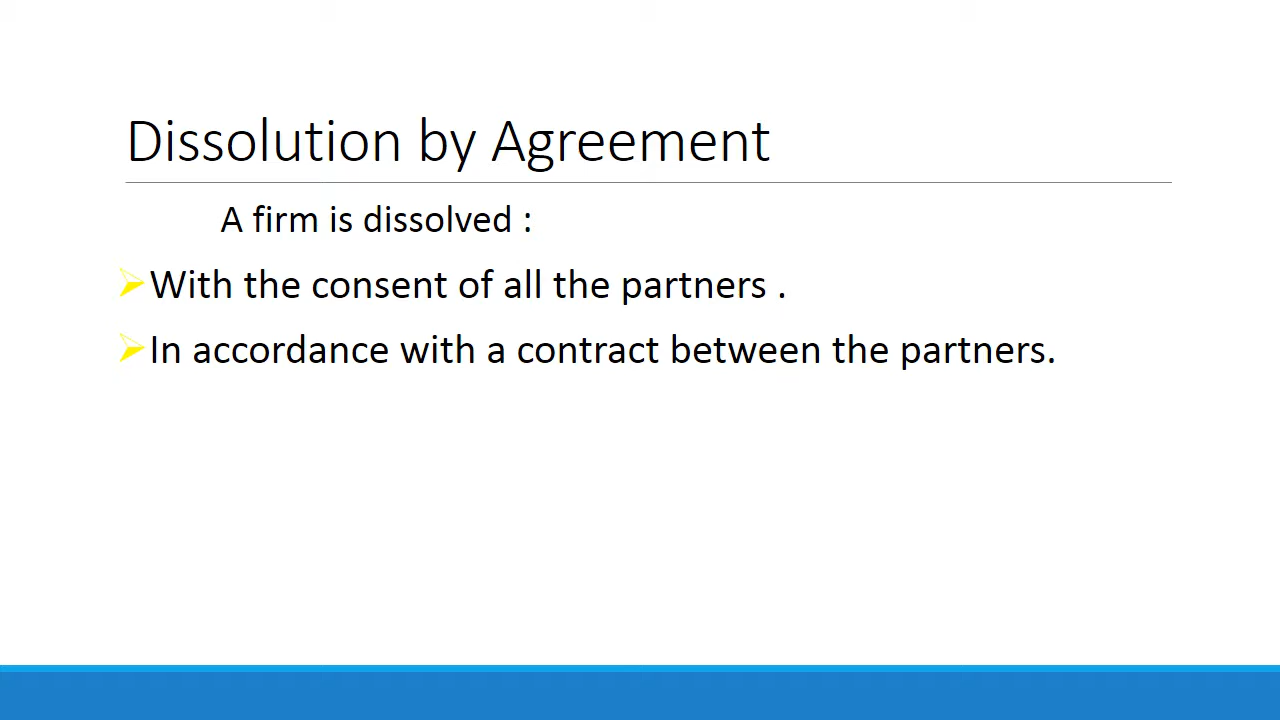 Dissolution by Agreement
A firm is dissolved :
With the consent of all the partners .
In accordance with a contract between the partners.